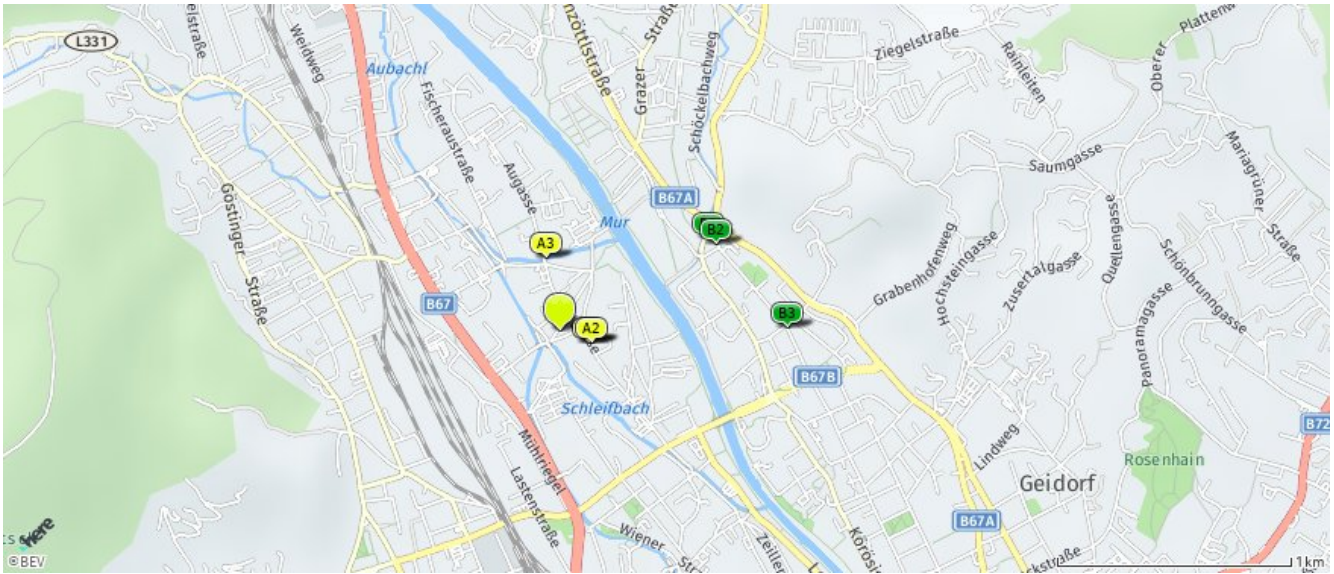 L331
Weidweg
Aubachl
Fischeraustraße
Augasse
Göstinger Straße
Grazer Straße
Schöckelbachweg
Ziegelstraße
Rainleiten
Oberer
Saumgasse
Mariagrüner Straße
B67A
Mur
A3
B2
B67
A2
B3
Grabenhofenweg
Hochsteingasse
Zusertalgasse
Quellengasse
Schönbrunngasse
Panoramagasse
B67B
Schleifbach
Mühlriegel
Lastenstraße
Lindweg
Rosenhain
B72
Geidorf
B67A
Wiener
here
©BEV
1km